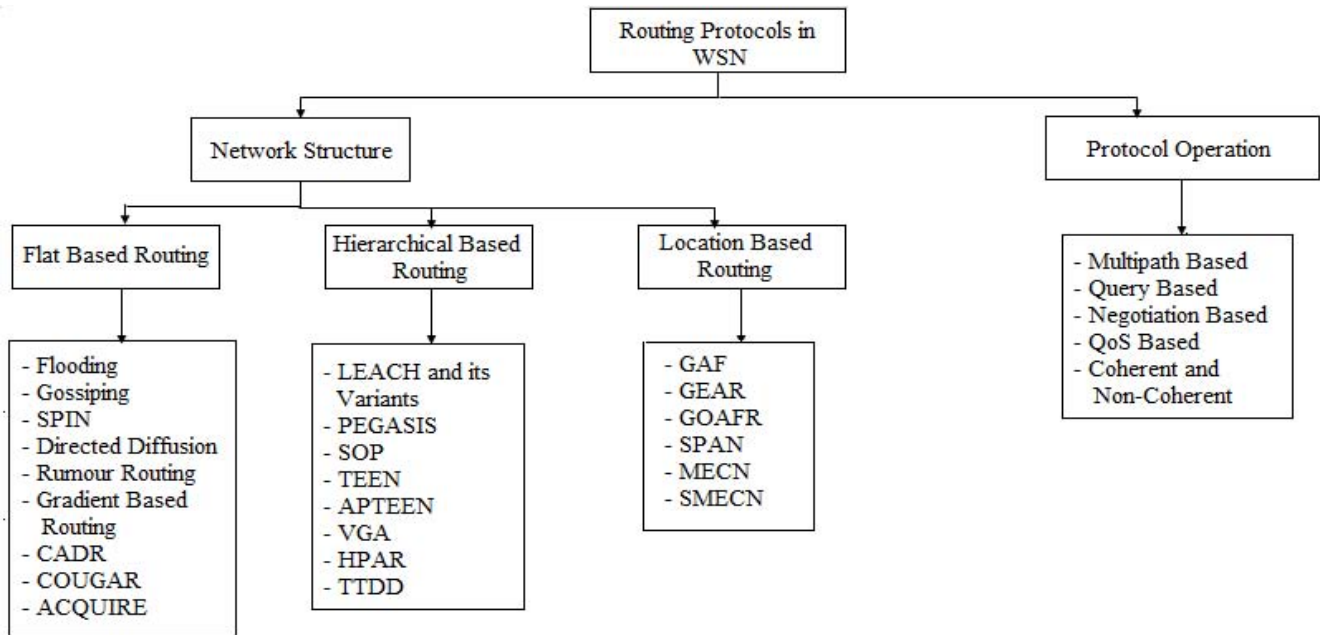 Routing Protocols in
WSN
Network Structure
Protocol Operation
Flat Based Routing
Hierarchical Based
Routing
Location Based
Routing
- Flooding
- Gossiping
- SPIN
- Directed Diffusion
- Rumour Routing
- Gradient Based
Routing
- CADR
- COUGAR
- ACQUIRE
- LEACH and its
Variants
- PEGASIS
- SOP
- TEEN
- APTEEN
- VGA
- HPAR
- TTDD
- GAF
- GEAR
- GOAFR
- SPAN
- MECN
- SMECN
- Multipath Based
- Query Based
- Negotiation Based
- QoS Based
- Coherent and
Non-Coherent